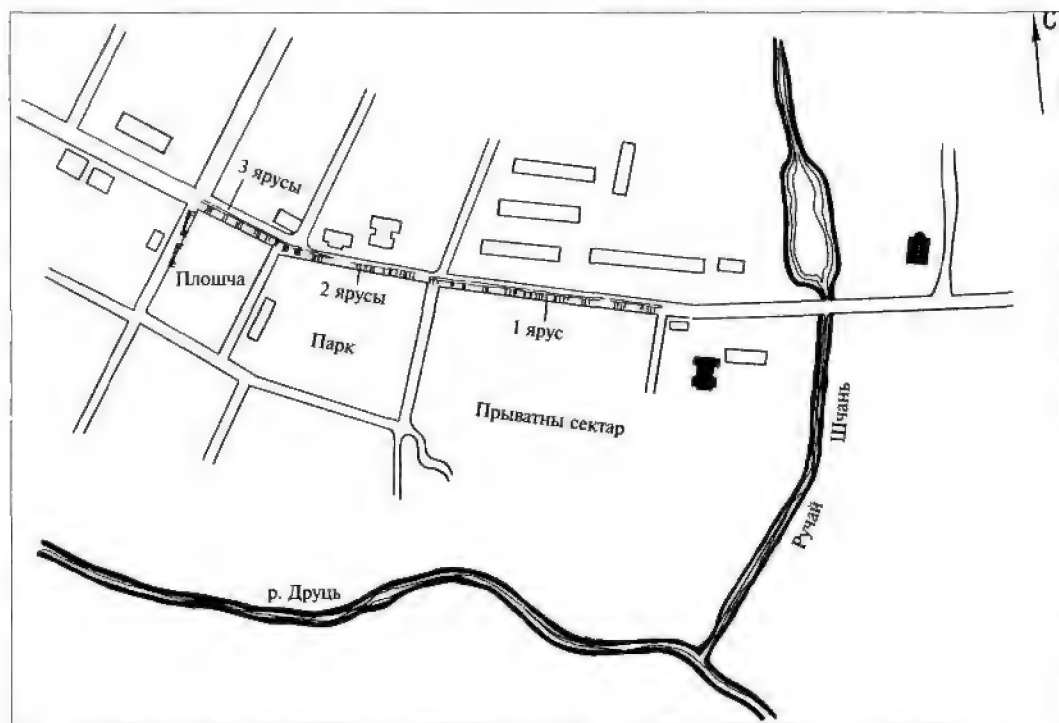 С
3 ярусы
Плошча
2 ярусы
1 ярус
Парк
Прыватны сектар
Шчань
Ручай
р. Друць